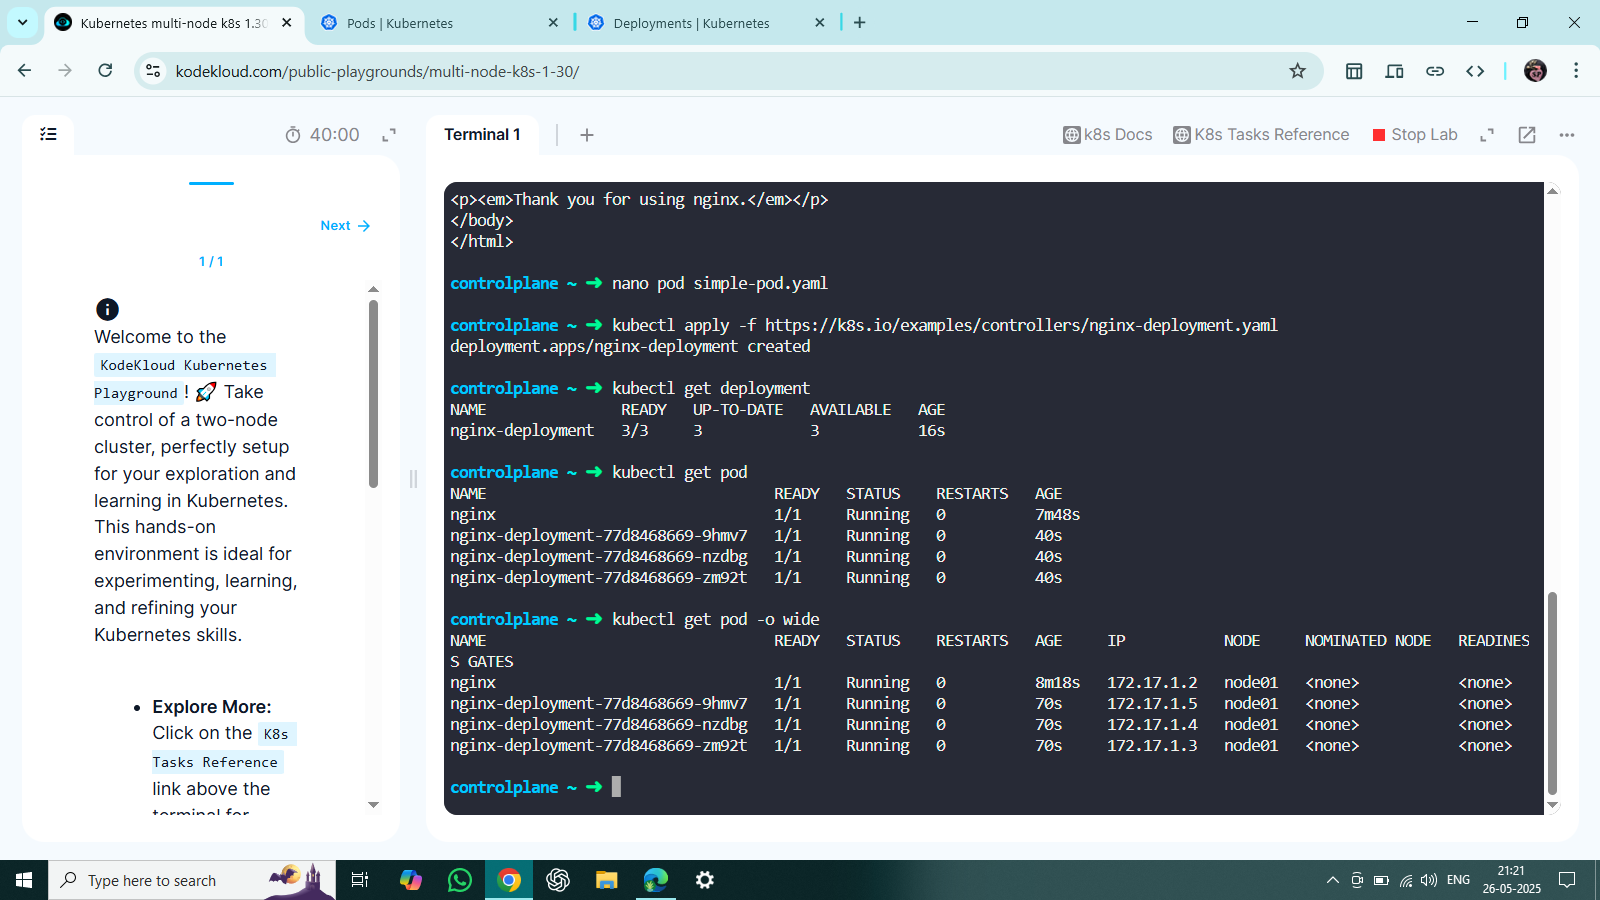 Kubernetes multi-node k8s 1.30
Pods | Kubernetes
Deployments | Kubernetes
kodekloud.com/public-playgrounds/multi-node-k8s-1-30/
40:00
Terminal 1
k8s Docs
K8s Tasks Reference
Stop Lab
Next →
1 / 1
Welcome to the
KodeKloud Kubernetes
Playground! 🚀 Take
control of a two-node
cluster, perfectly setup
for your exploration and
learning in Kubernetes.
This hands-on
environment is ideal for
experimenting, learning,
and refining your
Kubernetes skills.
• Explore More:
Click on the K8s
Tasks Reference
link above the
terminal for
<p><em>Thank you for using nginx.</em></p>
</body>
</html>
controlplane ~ ➜ nano pod simple-pod.yaml
controlplane ~ ➜ kubectl apply -f https://k8s.io/examples/controllers/nginx-deployment.yaml
deployment.apps/nginx-deployment created
controlplane ~ ➜ kubectl get deployment
NAME READY UP-TO-DATE AVAILABLE AGE
nginx-deployment 3/3 3 3 16s
controlplane ~ ➜ kubectl get pod
NAME READY STATUS RESTARTS AGE
nginx 1/1 Running 0 7m48s
nginx-deployment-77d8468669-9hmv7 1/1 Running 0 40s
nginx-deployment-77d8468669-nzdbg 1/1 Running 0 40s
nginx-deployment-77d8468669-zm92t 1/1 Running 0 40s
controlplane ~ ➜ kubectl get pod -o wide
NAME READY STATUS RESTARTS AGE IP NODE NOMINATED NODE READINES
S GATES
nginx 1/1 Running 0 8m18s 172.17.1.2 node01 <none> <none>
nginx-deployment-77d8468669-9hmv7 1/1 Running 0 70s 172.17.1.5 node01 <none> <none>
nginx-deployment-77d8468669-nzdbg 1/1 Running 0 70s 172.17.1.4 node01 <none> <none>
nginx-deployment-77d8468669-zm92t 1/1 Running 0 70s 172.17.1.3 node01 <none> <none>
controlplane ~ ➜
Type here to search
ENG
21:21
26-05-2025